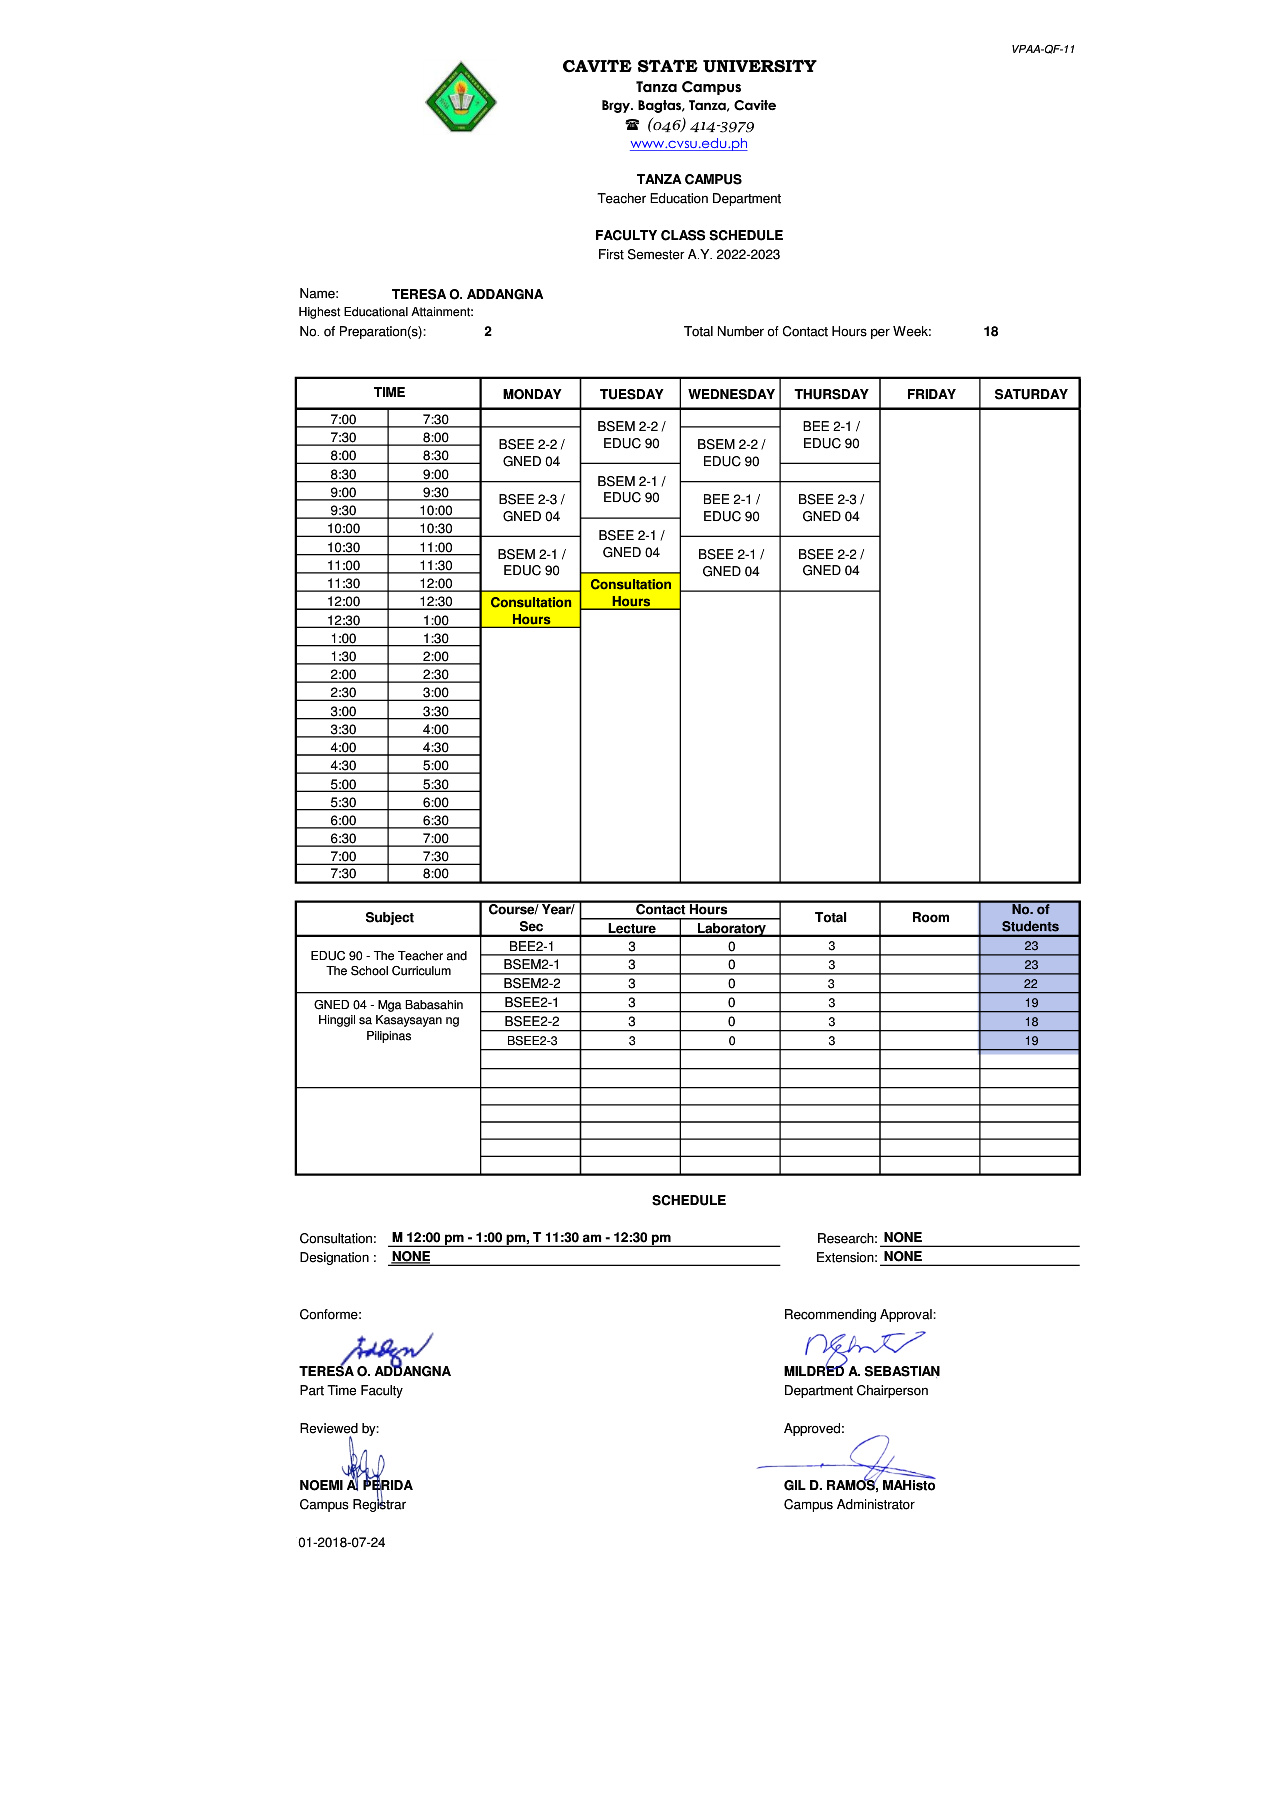 VPAA-QF-11
CAVITE STATE UNIVERSITY
Tanza Campus
Brgy. Bagtas, Tanza, Cavite
☎ (046) 414-3979
www.cvsu.edu.ph
TANZA CAMPUS
Teacher Education Department
FACULTY CLASS SCHEDULE
First Semester A.Y. 2022-2023
Name: TERESA O. ADDANGNA
Highest Educational Attainment:
No. of Preparation(s): 2 Total Number of Contact Hours per Week: 18
TIME MONDAY TUESDAY WEDNESDAY THURSDAY FRIDAY SATURDAY
7:00 7:30
7:30 8:00
8:00 8:30
8:30 9:00
9:00 9:30
9:30 10:00
10:00 10:30
10:30 11:00
11:00 11:30
11:30 12:00
12:00 12:30
12:30 1:00
1:00 1:30
1:30 2:00
2:00 2:30
2:30 3:00
3:00 3:30
3:30 4:00
4:00 4:30
4:30 5:00
5:00 5:30
5:30 6:00
6:00 6:30
6:30 7:00
7:00 7:30
7:30 8:00
BSEE 2-2 /
GNED 04
BSEE 2-3 /
GNED 04
BSEM 2-1 /
EDUC 90
Consultation
Hours
BSEM 2-2 /
EDUC 90
BSEM 2-1 /
EDUC 90
BSEE 2-1 /
GNED 04
Consultation
Hours
BSEM 2-2 /
EDUC 90
BEE 2-1 /
EDUC 90
BSEE 2-1 /
GNED 04
BEE 2-1 /
EDUC 90
BSEE 2-3 /
GNED 04
BSEE 2-2 /
GNED 04
Subject
Course/ Year/
Sec
Contact Hours
Lecture Laboratory
Total
Room
No. of
Students
EDUC 90 - The Teacher and
The School Curriculum
BEE2-1 3 0 3 23
BSEM2-1 3 0 3 23
BSEM2-2 3 0 3 22
GNED 04 - Mga Babasahin
Hinggil sa Kasaysayan ng
Pilipinas
BSEE2-1 3 0 3 19
BSEE2-2 3 0 3 18
BSEE2-3 3 0 3 19
SCHEDULE
Consultation: M 12:00 pm - 1:00 pm, T 11:30 am - 12:30 pm Research: NONE
Designation : NONE Extension: NONE
Conforme: Recommending Approval:
TERESA O. ADDANGNA MILDRED A. SEBASTIAN
Part Time Faculty Department Chairperson
Reviewed by: Approved:
NOEMI A. PERIDA GIL D. RAMOS, MAHisto
Campus Registrar Campus Administrator
01-2018-07-24